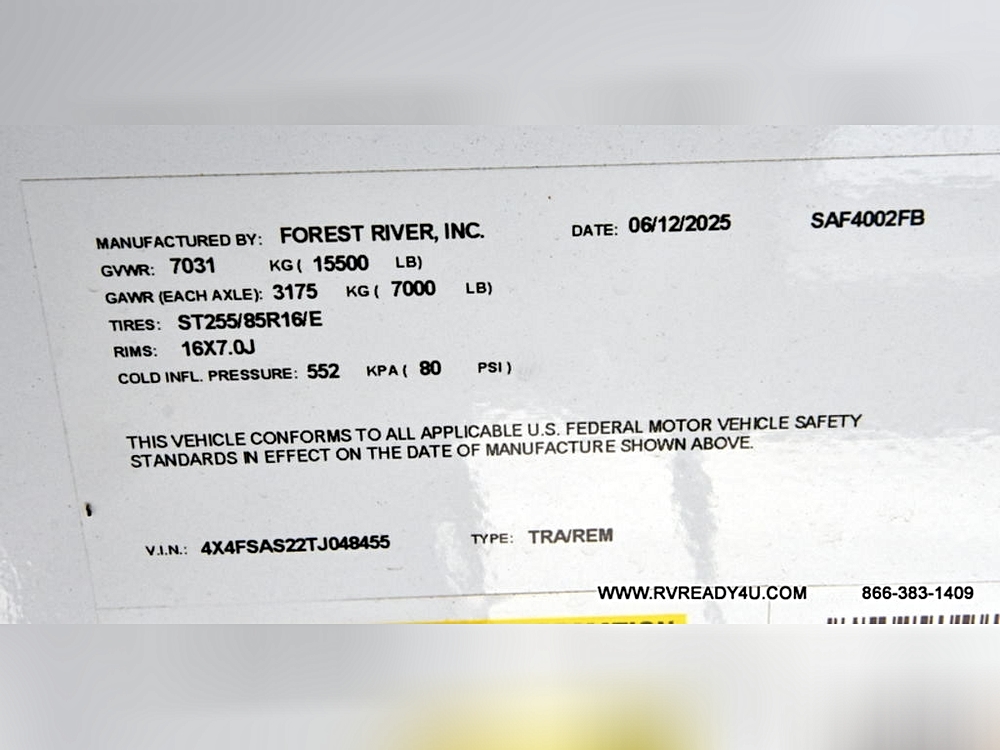 MANUFACTURED BY: FOREST RIVER, INC. DATE: 06/12/2025 SAF4002FB
GVWR: 7031 KG ( 15500 LB)
GAWR (EACH AXLE): 3175 KG ( 7000 LB)
TIRES: ST255/85R16/E
RIMS: 16X7.0J
COLD INFL. PRESSURE: 552 KPA ( 80 PSI )
THIS VEHICLE CONFORMS TO ALL APPLICABLE U.S. FEDERAL MOTOR VEHICLE SAFETY
STANDARDS IN EFFECT ON THE DATE OF MANUFACTURE SHOWN ABOVE.
V.I.N.: 4X4FSAS22TJ048455 TYPE: TRA/REM
WWW.RVREADY4U.COM 866-383-1409